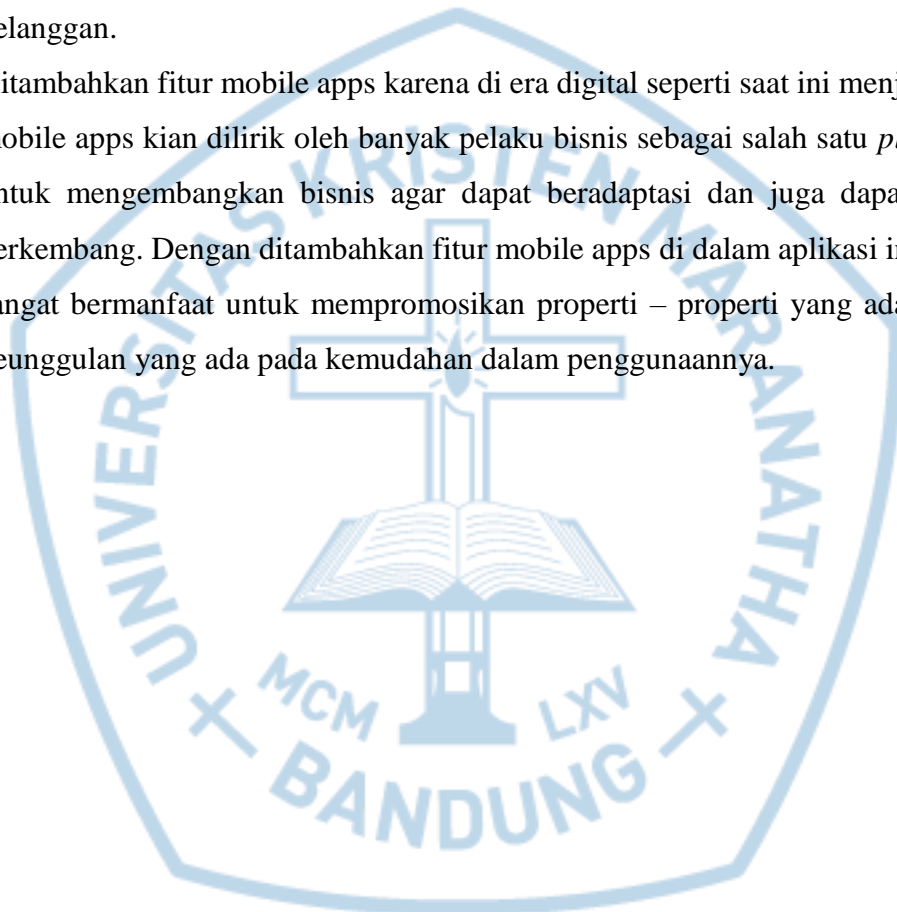 elanggan.
itambahkan fitur mobile apps karena di era digital seperti saat ini menj
obile apps kian dilirik oleh banyak pelaku bisnis sebagai salah satu p
ntuk mengembangkan bisnis agar dapat beradaptasi dan juga dapa
erkembang. Dengan ditambahkan fitur mobile apps di dalam aplikasi in
angat bermanfaat untuk mempromosikan properti – properti yang ada
eunggulan yang ada pada kemudahan dalam penggunaannya.
UNIVERSITAS KRISTEN MARANATHA
MCM LXV
BANDUNG